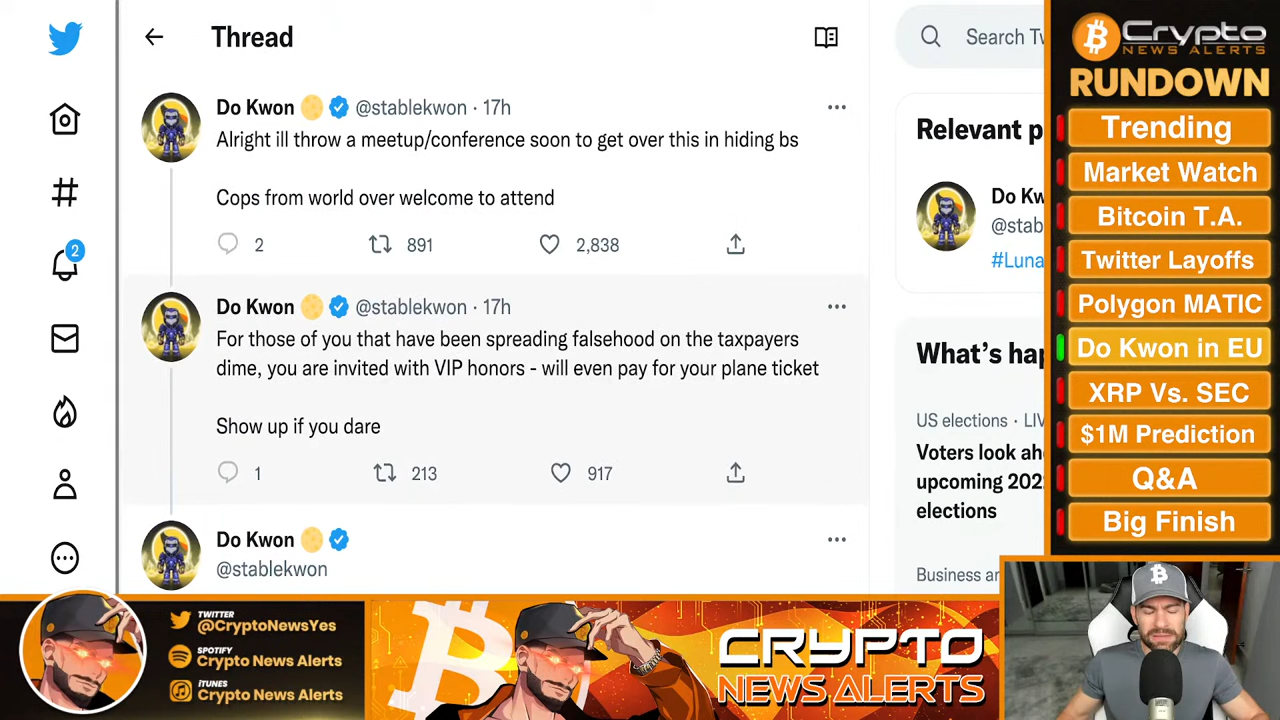 Thread
Do Kwon @stablekwon · 17h
Alright ill throw a meetup/conference soon to get over this in hiding bs
Cops from world over welcome to attend
2 891 2,838
Do Kwon @stablekwon · 17h
For those of you that have been spreading falsehood on the taxpayers
dime, you are invited with VIP honors - will even pay for your plane ticket
Show up if you dare
1 213 917
Do Kwon
@stablekwon
2
Search Tw
Relevant p
Do Kw
@stab
#Luna
What's hap
US elections · LIV
Voters look ahe
upcoming 202
elections
Business an
Crypto
NEWS ALERTS
RUNDOWN
Trending
Market Watch
Bitcoin T.A.
Twitter Layoffs
Polygon MATIC
Do Kwon in EU
XRP Vs. SEC
$1M Prediction
Q&A
Big Finish
TWITTER
@CryptoNewsYes
SPOTIFY
Crypto News Alerts
iTUNES
Crypto News Alerts
CRYPTO
NEWS ALERTS